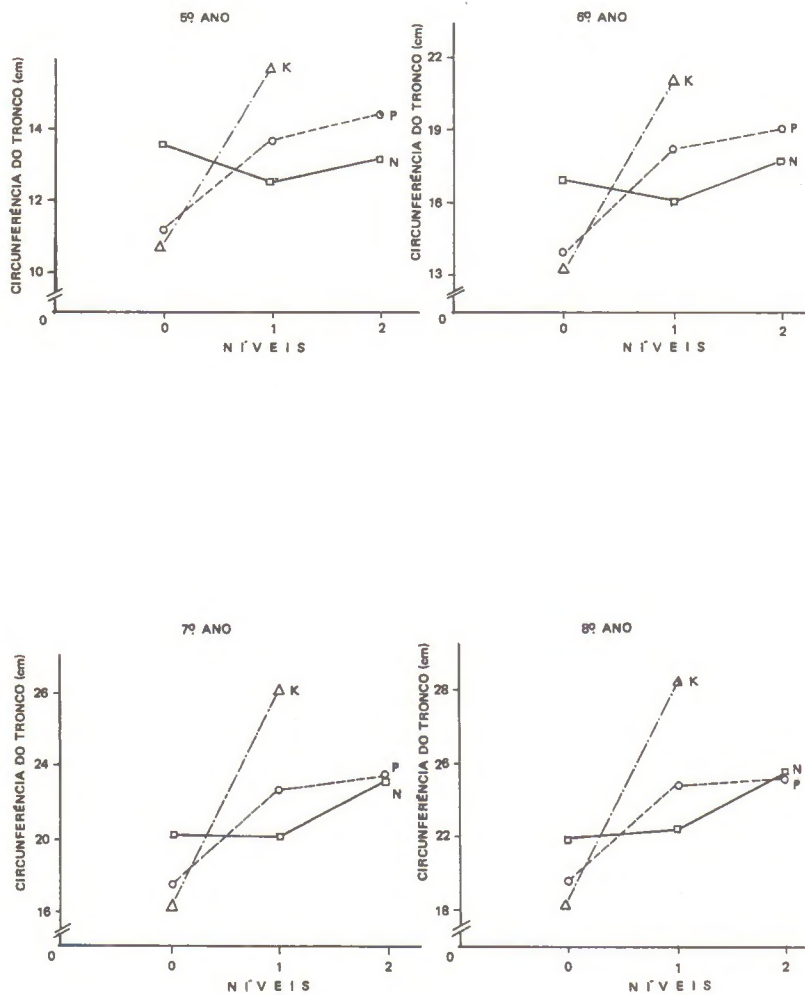 5º ANO
CIRCUNFERÊNCIA DO TRONCO (cm)
14
12
10
0
K
P
N
0 1 2
NÍVEIS
6º ANO
CIRCUNFERÊNCIA DO TRONCO (cm)
22
19
16
13
0
K
P
N
0 1 2
NÍVEIS
7º ANO
CIRCUNFERÊNCIA DO TRONCO (cm)
26
23
20
16
0
K
P
N
0 1 2
NÍVEIS
8º ANO
CIRCUNFERÊNCIA DO TRONCO (cm)
28
26
22
18
0
K
N
P
0 1 2
NÍVEIS